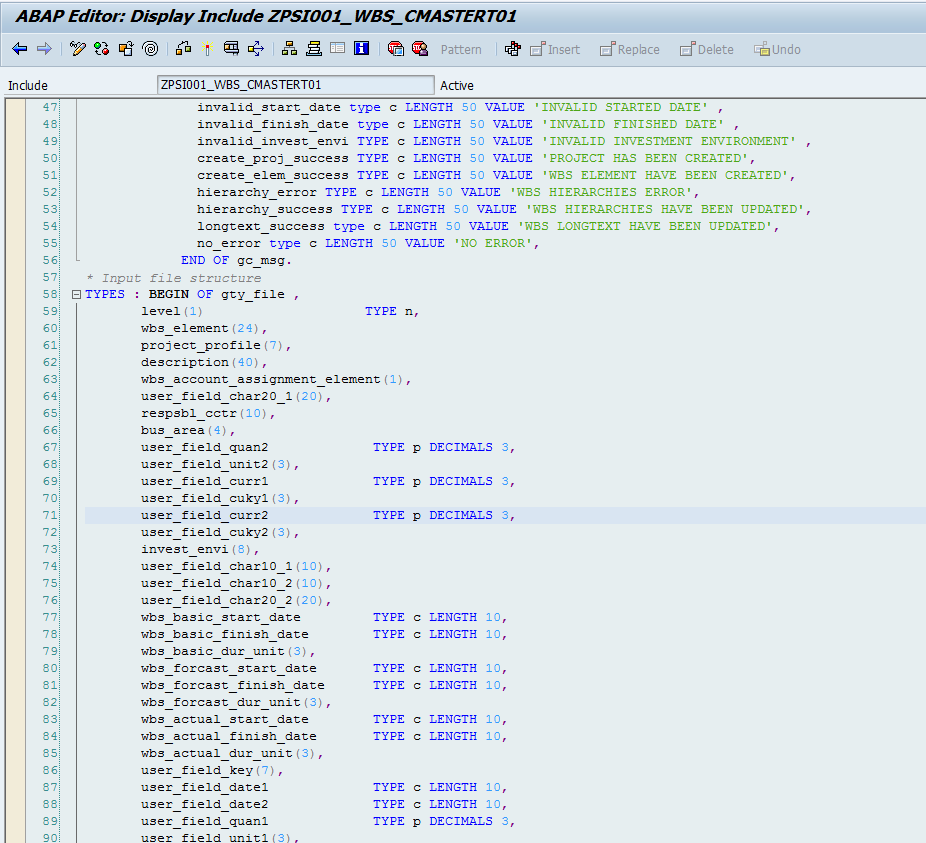 ABAP Editor: Display Include ZPSI001_WBS_CMASTERT01
Pattern Insert Replace Delete Undo
Include ZPSI001_WBS_CMASTERT01 Active
47 invalid_start_date type c LENGTH 50 VALUE 'INVALID STARTED DATE' ,
48 invalid_finish_date type c LENGTH 50 VALUE 'INVALID FINISHED DATE' ,
49 invalid_invest_envi TYPE c LENGTH 50 VALUE 'INVALID INVESTMENT ENVIRONMENT' ,
50 create_proj_success TYPE c LENGTH 50 VALUE 'PROJECT HAS BEEN CREATED',
51 create_elem_success TYPE c LENGTH 50 VALUE 'WBS ELEMENT HAVE BEEN CREATED',
52 hierarchy_error TYPE c LENGTH 50 VALUE 'WBS HIERARCHIES ERROR',
53 hierarchy_success TYPE c LENGTH 50 VALUE 'WBS HIERARCHIES HAVE BEEN UPDATED',
54 longtext_success type c LENGTH 50 VALUE 'WBS LONGTEXT HAVE BEEN UPDATED',
55 no_error type c LENGTH 50 VALUE 'NO ERROR',
56 END OF gc_msg.
57 * Input file structure
58 TYPES : BEGIN OF gty_file ,
59 level(1) TYPE n,
60 wbs_element(24),
61 project_profile(7),
62 description(40),
63 wbs_account_assignment_element(1),
64 user_field_char20_1(20),
65 respsbl_cctr(10),
66 bus_area(4),
67 user_field_quan2 TYPE p DECIMALS 3,
68 user_field_unit2(3),
69 user_field_curr1 TYPE p DECIMALS 3,
70 user_field_cuky1(3),
71 user_field_curr2 TYPE p DECIMALS 3,
72 user_field_cuky2(3),
73 invest_envi(8),
74 user_field_char10_1(10),
75 user_field_char10_2(10),
76 user_field_char20_2(20),
77 wbs_basic_start_date TYPE c LENGTH 10,
78 wbs_basic_finish_date TYPE c LENGTH 10,
79 wbs_basic_dur_unit(3),
80 wbs_forcast_start_date TYPE c LENGTH 10,
81 wbs_forcast_finish_date TYPE c LENGTH 10,
82 wbs_forcast_dur_unit(3),
83 wbs_actual_start_date TYPE c LENGTH 10,
84 wbs_actual_finish_date TYPE c LENGTH 10,
85 wbs_actual_dur_unit(3),
86 user_field_key(7),
87 user_field_date1 TYPE c LENGTH 10,
88 user_field_date2 TYPE c LENGTH 10,
89 user_field_quan1 TYPE p DECIMALS 3,
90 user_field_unit1(3),